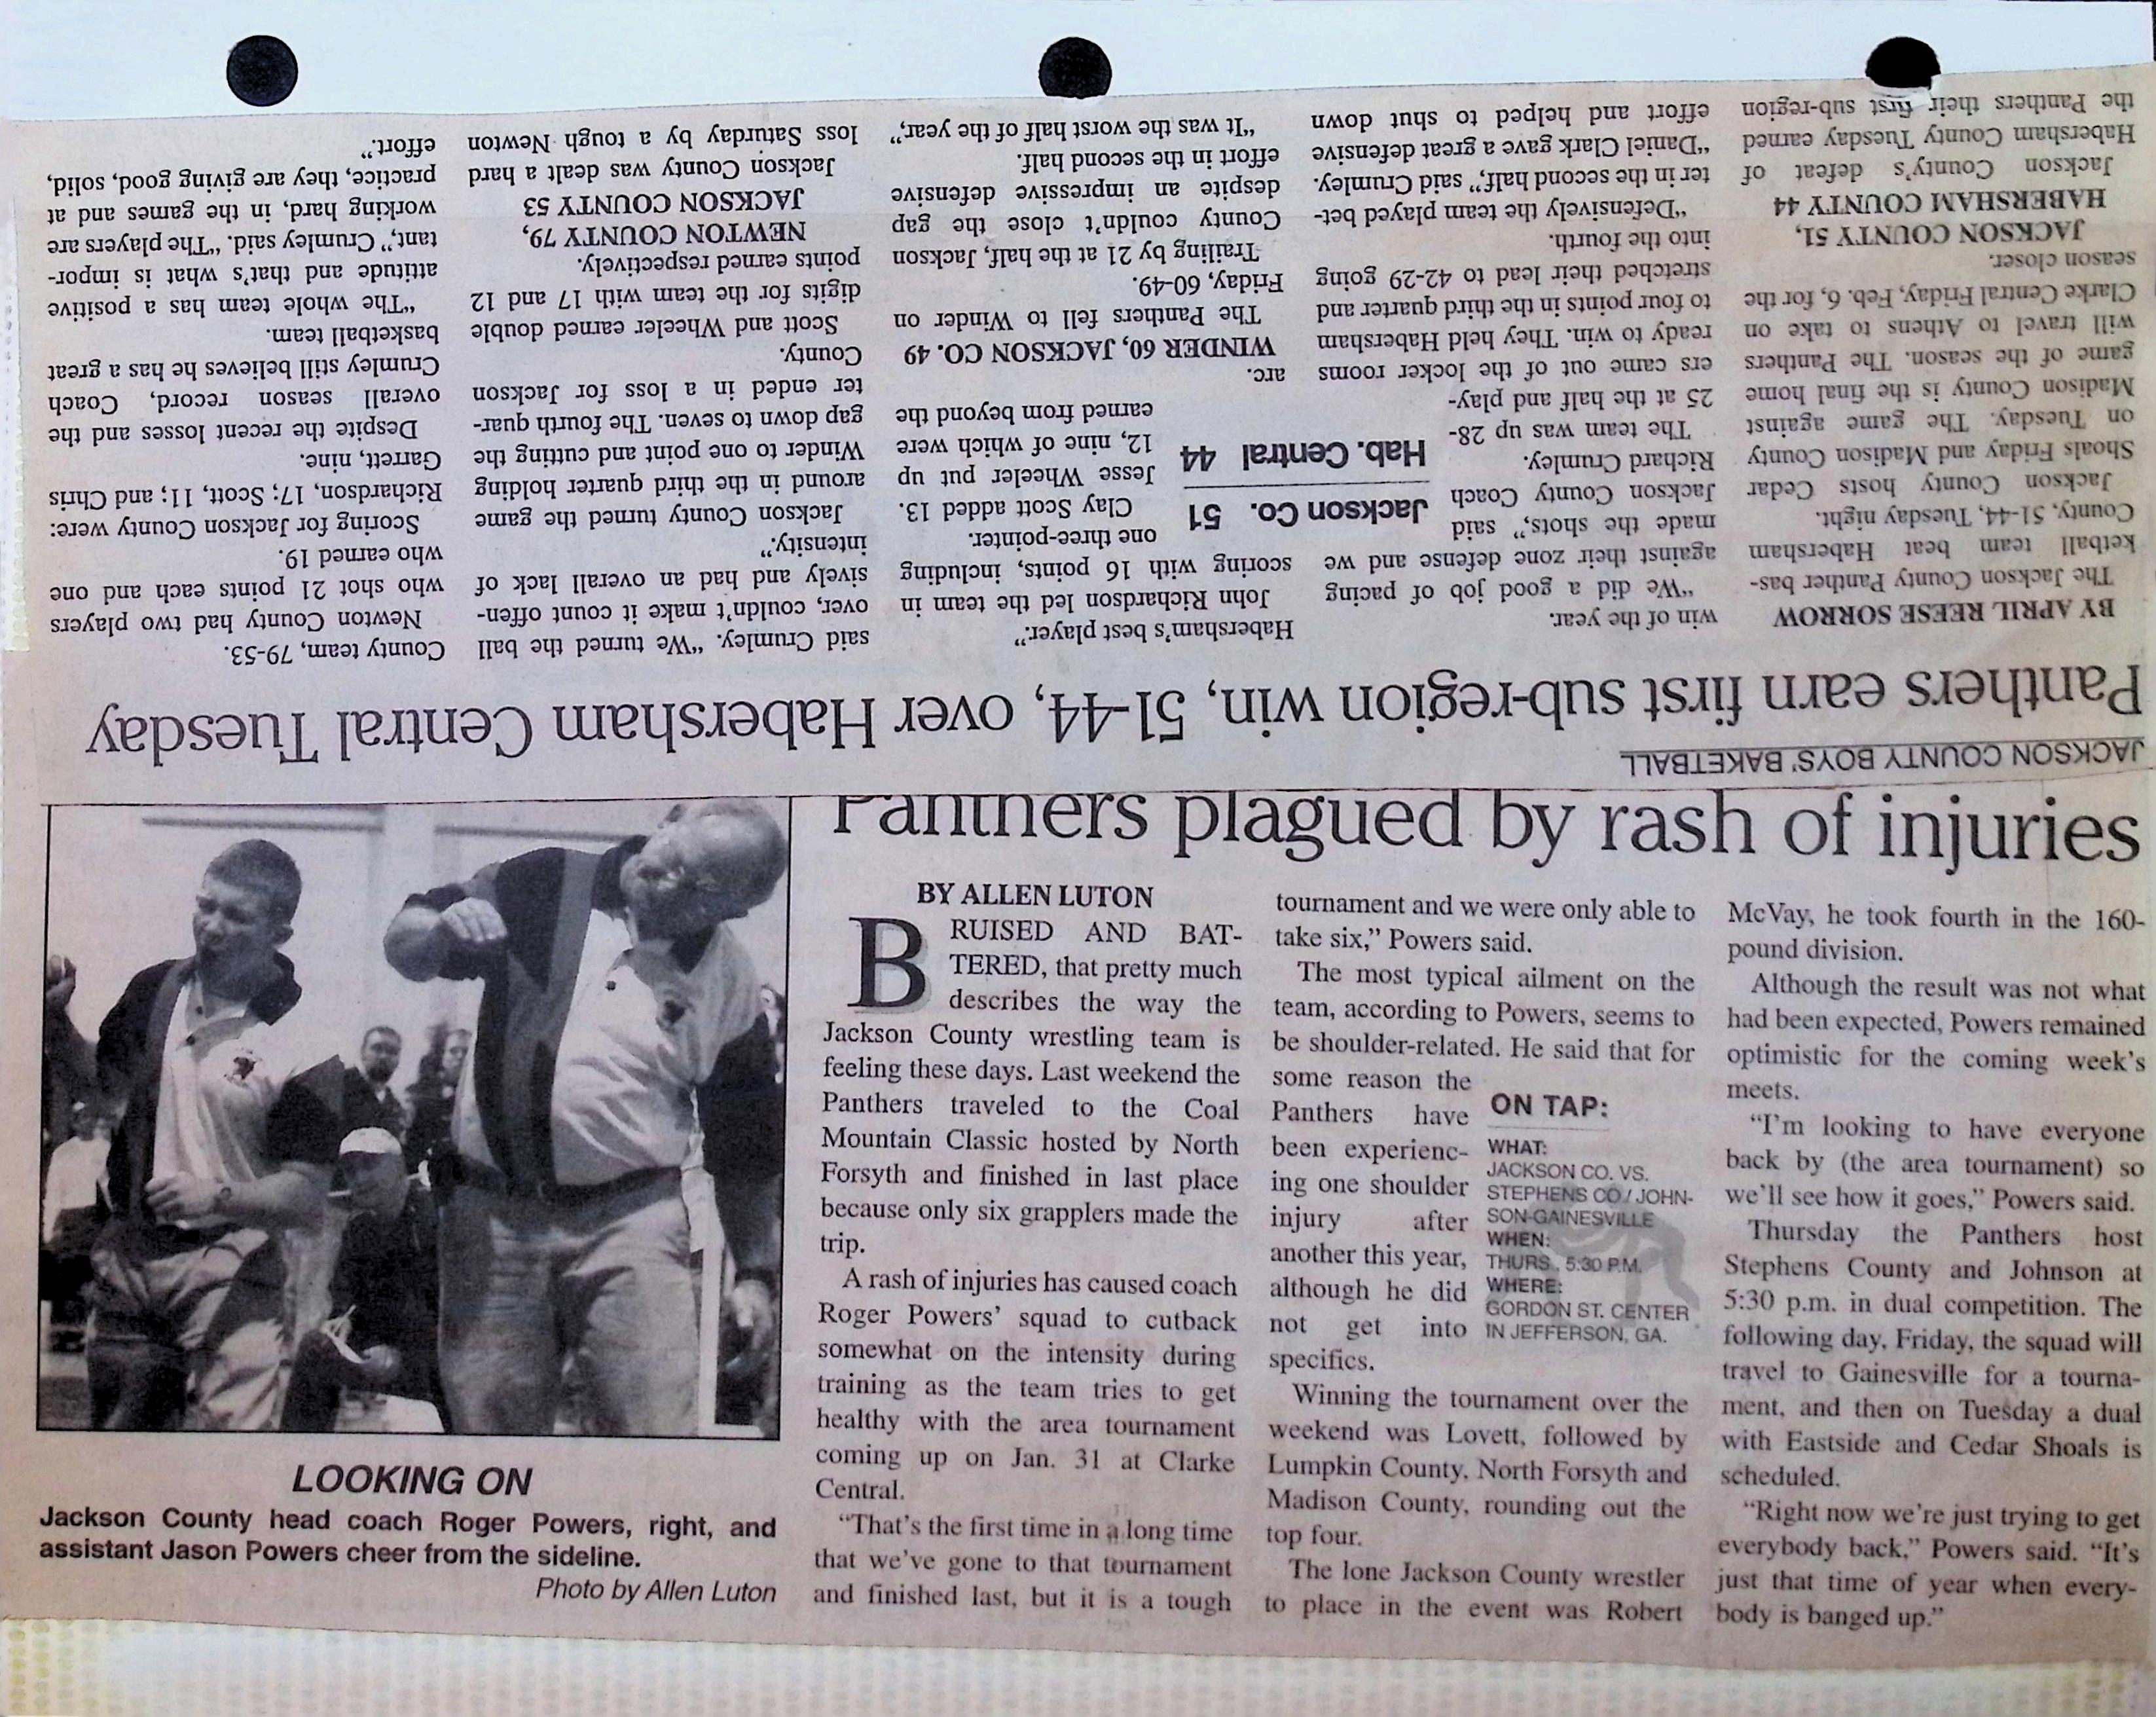 JACKSON COUNTY BOYS' BAKETBALL
Panthers earn first sub-region win, 51-44, over Habersham Central Tuesday
BY APRIL REESE SORROW
The Jackson County Panther bas-
ketball team beat Habersham
County, 51-44, Tuesday night.
Jackson County hosts Cedar
Shoals Friday and Madison County
on Tuesday. The game against
Madison County is the final home
game of the season. The Panthers
will travel to Athens to take on
Clarke Central Friday, Feb. 6, for the
season closer.
JACKSON COUNTY 51,
HABERSHAM COUNTY 44
Jackson County's defeat of
Habersham County Tuesday earned
the Panthers their first sub-region
win of the year.
"We did a good job of pacing
against their zone defense and we
made the shots," said
Jackson County Coach
Richard Crumley.
The team was up 28-
25 at the half and play-
ers came out of the locker rooms
ready to win. They held Habersham
to four points in the third quarter and
stretched their lead to 42-29 going
into the fourth.
"Defensively the team played bet-
ter in the second half," said Crumley.
"Daniel Clark gave a great defensive
effort and helped to shut down
Jackson Co. 51
Hab. Central 44
Habersham's best player."
John Richardson led the team in
scoring with 16 points, including
one three-pointer.
Clay Scott added 13.
Jesse Wheeler put up
12, nine of which were
earned from beyond the
arc.
WINDER 60, JACKSON CO. 49
The Panthers fell to Winder on
Friday, 60-49.
Trailing by 21 at the half, Jackson
County couldn't close the gap
despite an impressive defensive
effort in the second half.
"It was the worst half of the year,"
said Crumley. "We turned the ball
over, couldn't make it count offen-
sively and had an overall lack of
intensity."
Jackson County turned the game
around in the third quarter holding
Winder to one point and cutting the
gap down to seven. The fourth quar-
ter ended in a loss for Jackson
County.
Scott and Wheeler earned double
digits for the team with 17 and 12
points earned respectively.
NEWTON COUNTY 79,
JACKSON COUNTY 53
Jackson County was dealt a hard
loss Saturday by a tough Newton
County team, 79-53.
Newton County had two players
who shot 21 points each and one
who earned 19.
Scoring for Jackson County were:
Richardson, 17; Scott, 11; and Chris
Garrett, nine.
Despite the recent losses and the
overall season record, Coach
Crumley still believes he has a great
basketball team.
"The whole team has a positive
attitude and that's what is impor-
tant," Crumley said. "The players are
working hard, in the games and at
practice, they are giving good, solid,
effort."
Panthers plagued by rash of injuries
BY ALLEN LUTON
BRUISED AND BAT-
TERED, that pretty much
describes the way the
Jackson County wrestling team is
feeling these days. Last weekend the
Panthers traveled to the Coal
Mountain Classic hosted by North
Forsyth and finished in last place
because only six grapplers made the
trip.
A rash of injuries has caused coach
Roger Powers' squad to cutback
somewhat on the intensity during
training as the team tries to get
healthy with the area tournament
coming up on Jan. 31 at Clarke
Central.
"That's the first time in a long time
that we've gone to that tournament
and finished last, but it is a tough
tournament and we were only able to
take six," Powers said.
The most typical ailment on the
team, according to Powers, seems to
be shoulder-related. He said that for
some reason the
Panthers have
been experienc-
ing one shoulder
injury after
another this year,
although he did
not get into
specifics.
Winning the tournament over the
weekend was Lovett, followed by
Lumpkin County, North Forsyth and
Madison County, rounding out the
top four.
The lone Jackson County wrestler
to place in the event was Robert
McVay, he took fourth in the 160-
pound division.
Although the result was not what
had been expected, Powers remained
optimistic for the coming week's
meets.
"I'm looking to have everyone
back by (the area tournament) so
we'll see how it goes," Powers said.
Thursday the Panthers host
Stephens County and Johnson at
5:30 p.m. in dual competition. The
following day, Friday, the squad will
travel to Gainesville for a tourna-
ment, and then on Tuesday a dual
with Eastside and Cedar Shoals is
scheduled.
"Right now we're just trying to get
everybody back," Powers said. "It's
just that time of year when every-
body is banged up."
ON TAP:
WHAT:
JACKSON CO. VS.
STEPHENS CO./ JOHN-
SON-GAINESVILLE
WHEN:
THURS., 5:30 P.M.
WHERE:
GORDON ST. CENTER
IN JEFFERSON, GA.
LOOKING ON
Jackson County head coach Roger Powers, right, and
assistant Jason Powers cheer from the sideline.
Photo by Allen Luton